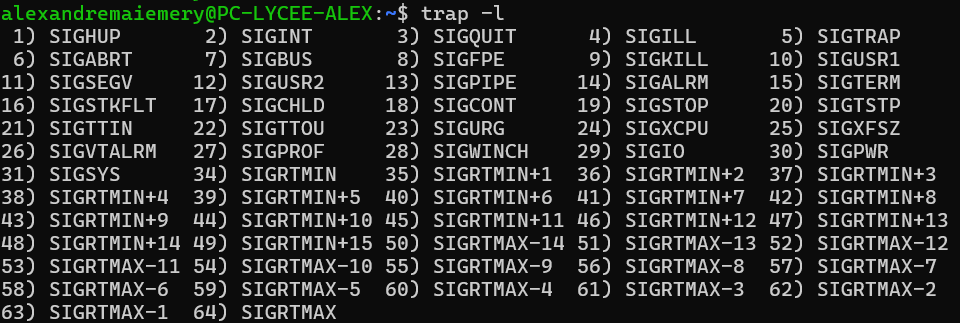 alexandremaiemery@PC-LYCEE-ALEX:~$ trap -l
 1) SIGHUP       2) SIGINT       3) SIGQUIT      4) SIGILL       5) SIGTRAP
 6) SIGABRT      7) SIGBUS       8) SIGFPE       9) SIGKILL     10) SIGUSR1
11) SIGSEGV     12) SIGUSR2     13) SIGPIPE     14) SIGALRM     15) SIGTERM
16) SIGSTKFLT   17) SIGCHLD     18) SIGCONT     19) SIGSTOP     20) SIGTSTP
21) SIGTTIN     22) SIGTTOU     23) SIGURG      24) SIGXCPU     25) SIGXFSZ
26) SIGVTALRM   27) SIGPROF     28) SIGWINCH    29) SIGIO       30) SIGPWR
31) SIGSYS      34) SIGRTMIN    35) SIGRTMIN+1  36) SIGRTMIN+2  37) SIGRTMIN+3
38) SIGRTMIN+4  39) SIGRTMIN+5  40) SIGRTMIN+6  41) SIGRTMIN+7  42) SIGRTMIN+8
43) SIGRTMIN+9  44) SIGRTMIN+10 45) SIGRTMIN+11 46) SIGRTMIN+12 47) SIGRTMIN+13
48) SIGRTMIN+14 49) SIGRTMIN+15 50) SIGRTMAX-14 51) SIGRTMAX-13 52) SIGRTMAX-12
53) SIGRTMAX-11 54) SIGRTMAX-10 55) SIGRTMAX-9  56) SIGRTMAX-8  57) SIGRTMAX-7
58) SIGRTMAX-6  59) SIGRTMAX-5  60) SIGRTMAX-4  61) SIGRTMAX-3  62) SIGRTMAX-2
63) SIGRTMAX-1  64) SIGRTMAX